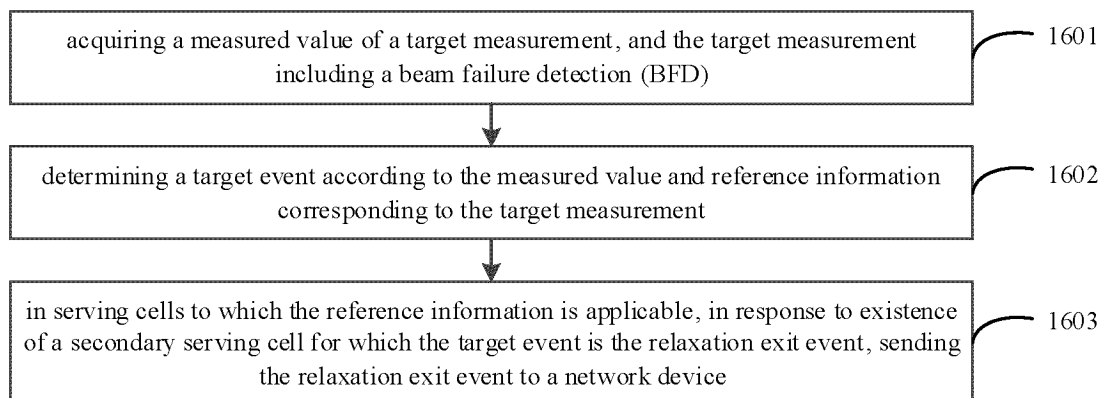 acquiring a measured value of a target measurement, and the target measurement
including a beam failure detection (BFD)
1601
determining a target event according to the measured value and reference information
corresponding to the target measurement
1602
in serving cells to which the reference information is applicable, in response to existence
of a secondary serving cell for which the target event is the relaxation exit event, sending
the relaxation exit event to a network device
1603